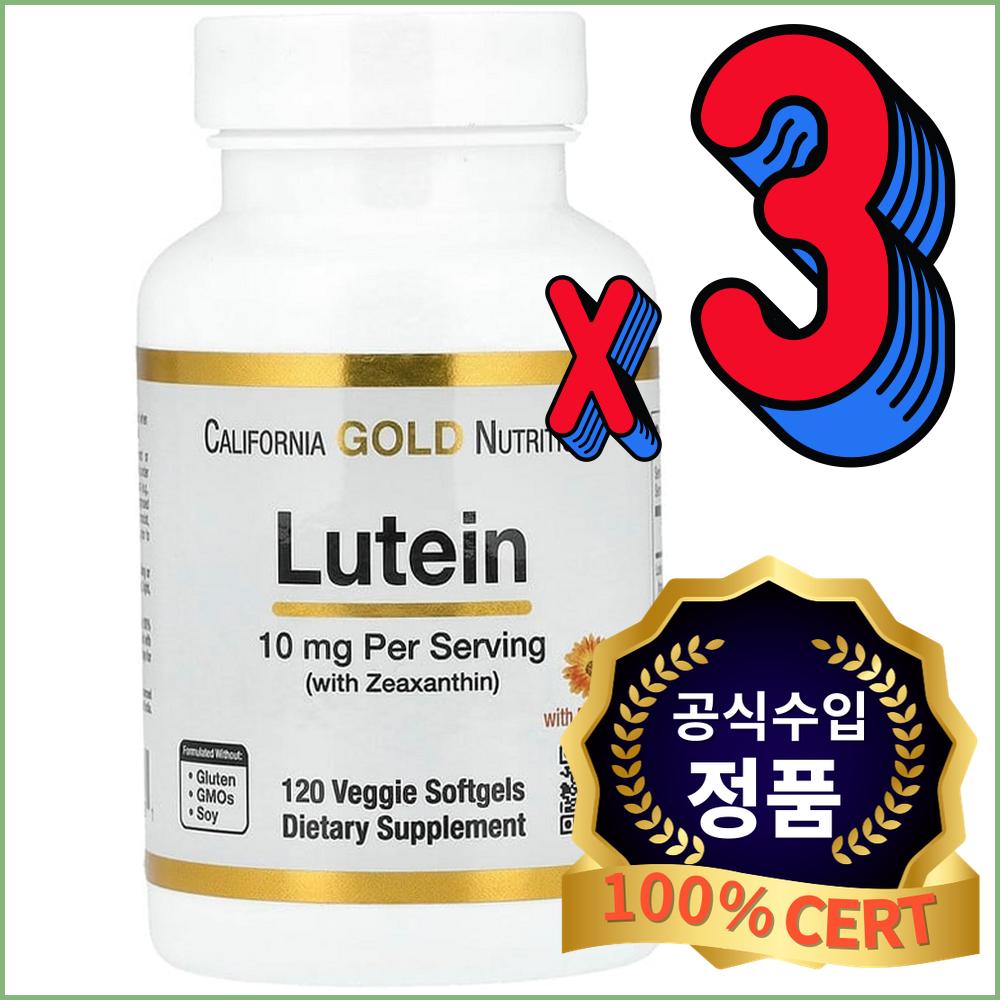 x3
CALIFORNIA GOLD NUTRITI
Lutein
10 mg Per Serving
(with Zeaxanthin)
with
Formulated Without:
• Gluten
• GMOs
• Soy
120 Veggie Softgels
Dietary Supplement
공식수입
정품
100% CERT